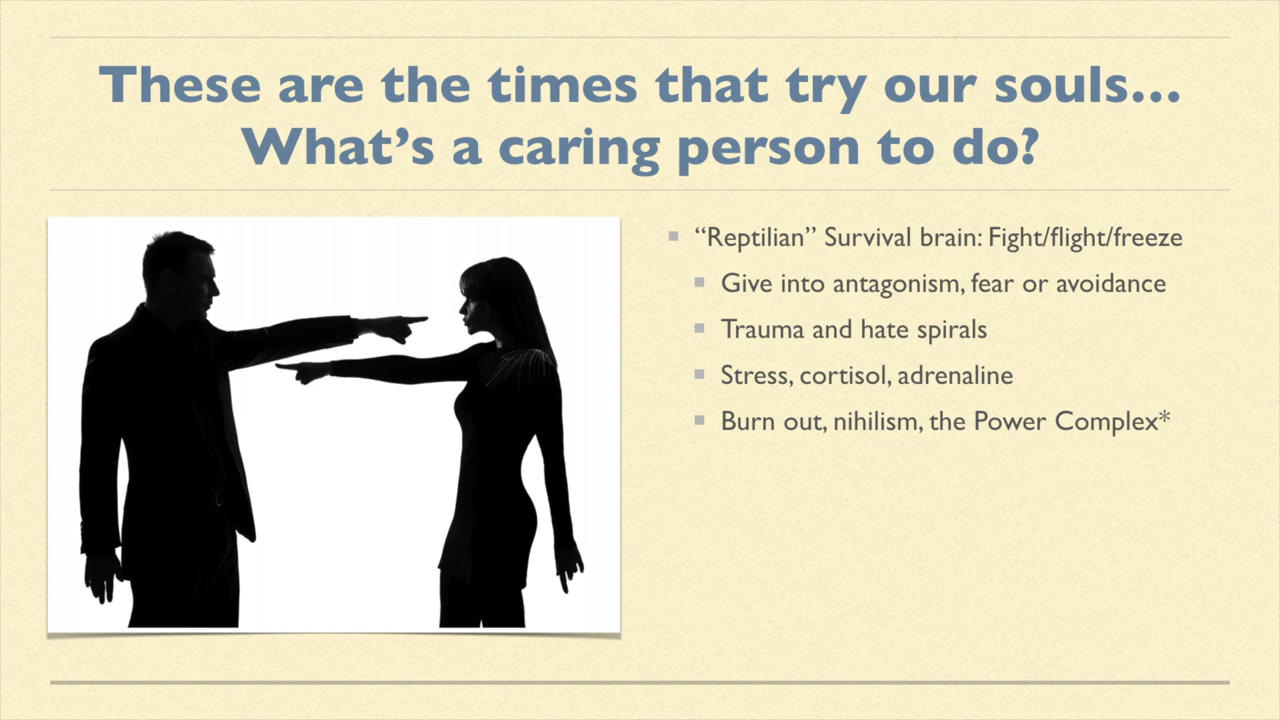 These are the times that try our souls…
What’s a caring person to do?
“Reptilian” Survival brain: Fight/flight/freeze
Give into antagonism, fear or avoidance
Trauma and hate spirals
Stress, cortisol, adrenaline
Burn out, nihilism, the Power Complex*